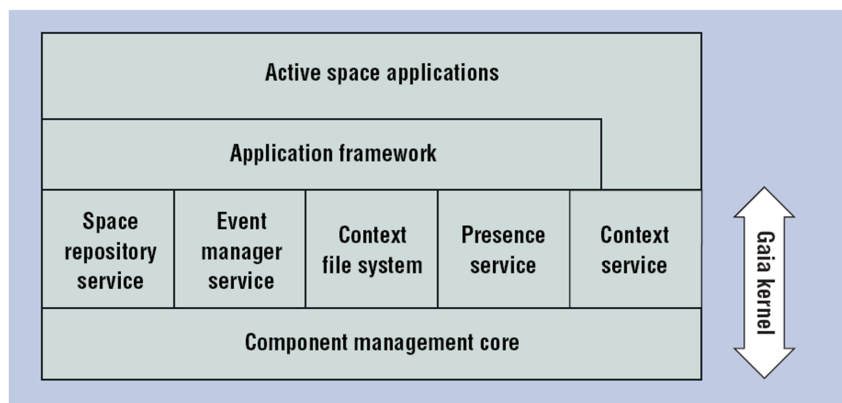 Active space applications
Application framework
Space
repository
service
Event
manager
service
Context
file system
Presence
service
Context
service
Gaia kernel
Component management core